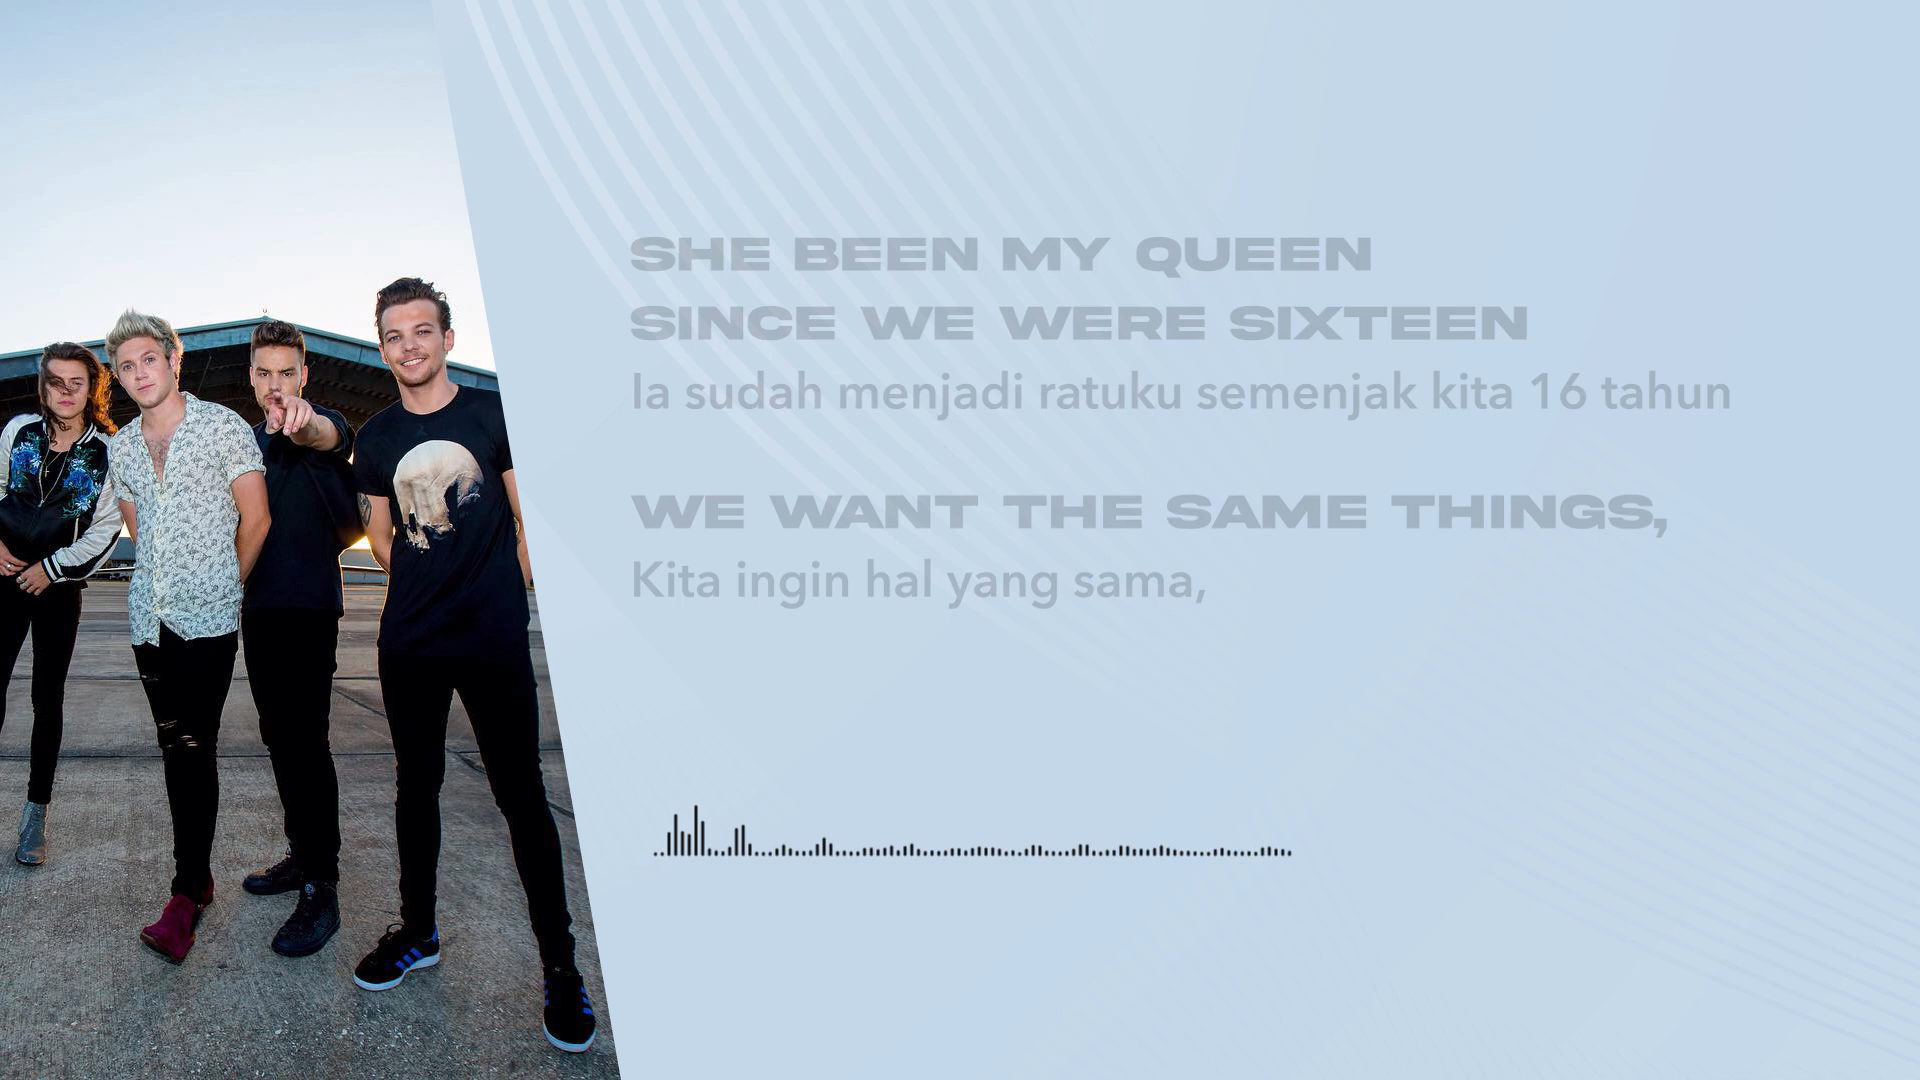 SHE BEEN MY QUEEN
SINCE WE WERE SIXTEEN
Ia sudah menjadi ratuku semenjak kita 16 tahun
WE WANT THE SAME THINGS,
Kita ingin hal yang sama,